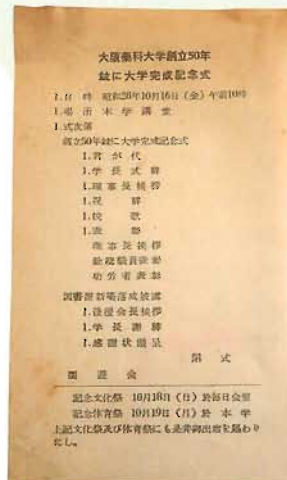 大阪薬科大学創立50年
並に大学完成記念式
1.日時 昭和28年10月16日(金)午前10時
1.場所 本学講堂
1.式次第
創立50年並に大学完成記念式
1.君が代
1.学長式辞
1.理事長挨拶
1.祝辞
1.校歌
1.表彰
理事長挨拶
功労者表彰
図書館新築落成披露
1.後援会長挨拶
1.学長謝辞
1.感謝状贈呈
閉式
園遊会
記念文化祭 10月18日(日)於毎日会館
記念体育祭 10月19日(月)於本学
上記文化祭及び体育祭にも是非御出席を賜わり
たし。